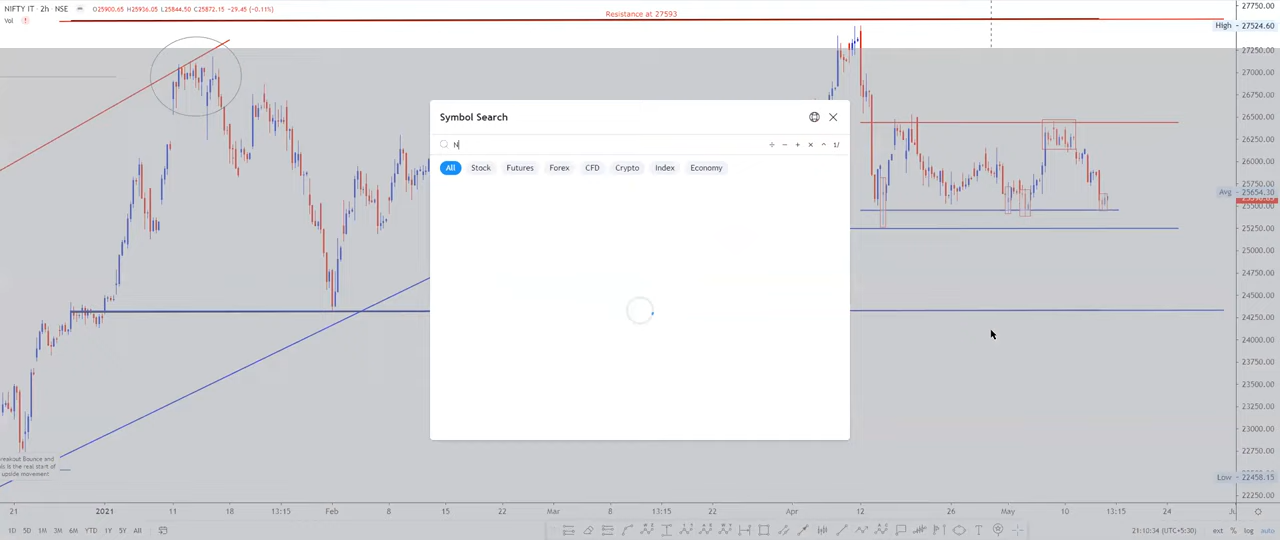 NIFTY IT · 2h · NSE O25900.65 H25916.05 L25844.50 C25872.15 −29.45 (−0.11%)
Vol
Resistance at 27593
27750.00
High 27524.60
27250.00
27000.00
26750.00
26500.00
26250.00
26000.00
25750.00
Avg 25654.30
25500.00
25250.00
25000.00
24750.00
24500.00
24250.00
24000.00
23750.00
23500.00
23250.00
23000.00
22750.00
Low 22458.15
22250.00
Symbol Search
N
÷ − + × ^ 1/
All Stock Futures Forex CFD Crypto Index Economy
reakout Bounce and
is is the real start of
upside movement
21 2021 11 18 13:15 Feb 8 15 22 Mar 8 13:15 22 Apr 12 19 26 May 10 13:15 24
1D 5D 1M 3M 6M YTD 1Y 5Y All
21:10:34 (UTC+5:30) ext % log auto